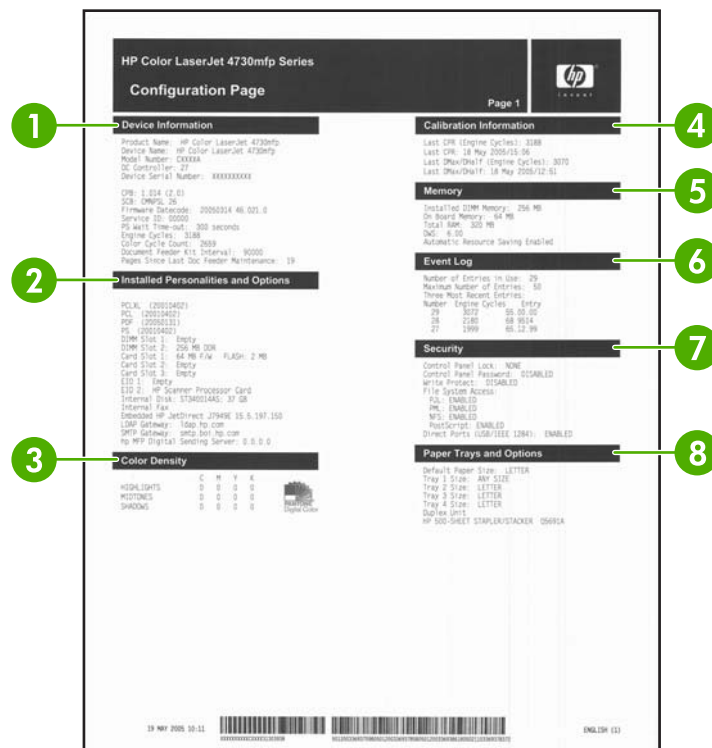 HP Color LaserJet 4730mfp Series
Configuration Page
Page 1
hp
invent
1
Device Information
Product Name: HP Color LaserJet 4730mfp
Device Name: HP Color LaserJet 4730mfp
Model Number: CXXXXA
DC Controller: 27
Device Serial Number: XXXXXXXXXX
CPB: 1.014 (2.0)
SCB: CMNPSL 26
Firmware Datecode: 20050314 46.021.0
Service ID: 00000
PS Wait Time-out: 300 seconds
Engine Cycles: 3188
Color Cycle Count: 2659
Document Feeder Kit Interval: 90000
Pages Since Last Doc Feeder Maintenance: 19
2
Installed Personalities and Options
PCLXL (20010402)
PCL (20010402)
PDF (20050131)
PS (20010402)
DIMM Slot 1: Empty
DIMM Slot 2: 256 MB DDR
Card Slot 1: 64 MB F/W FLASH: 2 MB
Card Slot 2: Empty
Card Slot 3: Empty
EIO 1: Empty
EIO 2: HP Scanner Processor Card
Internal Disk: ST340014AS: 37 GB
Internal Fax
Embedded HP JetDirect J7949E 15.5.197.150
LDAP Gateway: ldap.hp.com
SMTP Gateway: smtp.boi.hp.com
hp MFP Digital Sending Server: 0.0.0.0
3
Color Density
C M Y K
HIGHLIGHTS 0 0 0 0
MIDTONES 0 0 0 0
SHADOWS 0 0 0 0
PANTONE
Digital Color
4
Calibration Information
Last CPR (Engine Cycles): 3188
Last CPR: 18 May 2005/15:06
Last DMax/DHalf (Engine Cycles): 3070
Last DMax/DHalf: 18 May 2005/12:51
5
Memory
Installed DIMM Memory: 256 MB
On Board Memory: 64 MB
Total RAM: 320 MB
DWS: 6.00
Automatic Resource Saving Enabled
6
Event Log
Number of Entries in Use: 29
Maximum Number of Entries: 50
Three Most Recent Entries:
Number Engine Cycles Entry
29 3072 55.00.00
28 2180 68.9614
27 1999 65.12.99
7
Security
Control Panel Lock: NONE
Control Panel Password: DISABLED
Write Protect: DISABLED
File System Access:
PJL: ENABLED
PML: ENABLED
NFS: ENABLED
PostScript: ENABLED
Direct Ports (USB/IEEE 1284): ENABLED
8
Paper Trays and Options
Default Paper Size: LETTER
Tray 1 Size: ANY SIZE
Tray 2 Size: LETTER
Tray 3 Size: LETTER
Tray 4 Size: LETTER
Duplex Unit
HP 500-SHEET STAPLER/STACKER Q5691A
19 MAY 2005 10:11
ENGLISH (1)